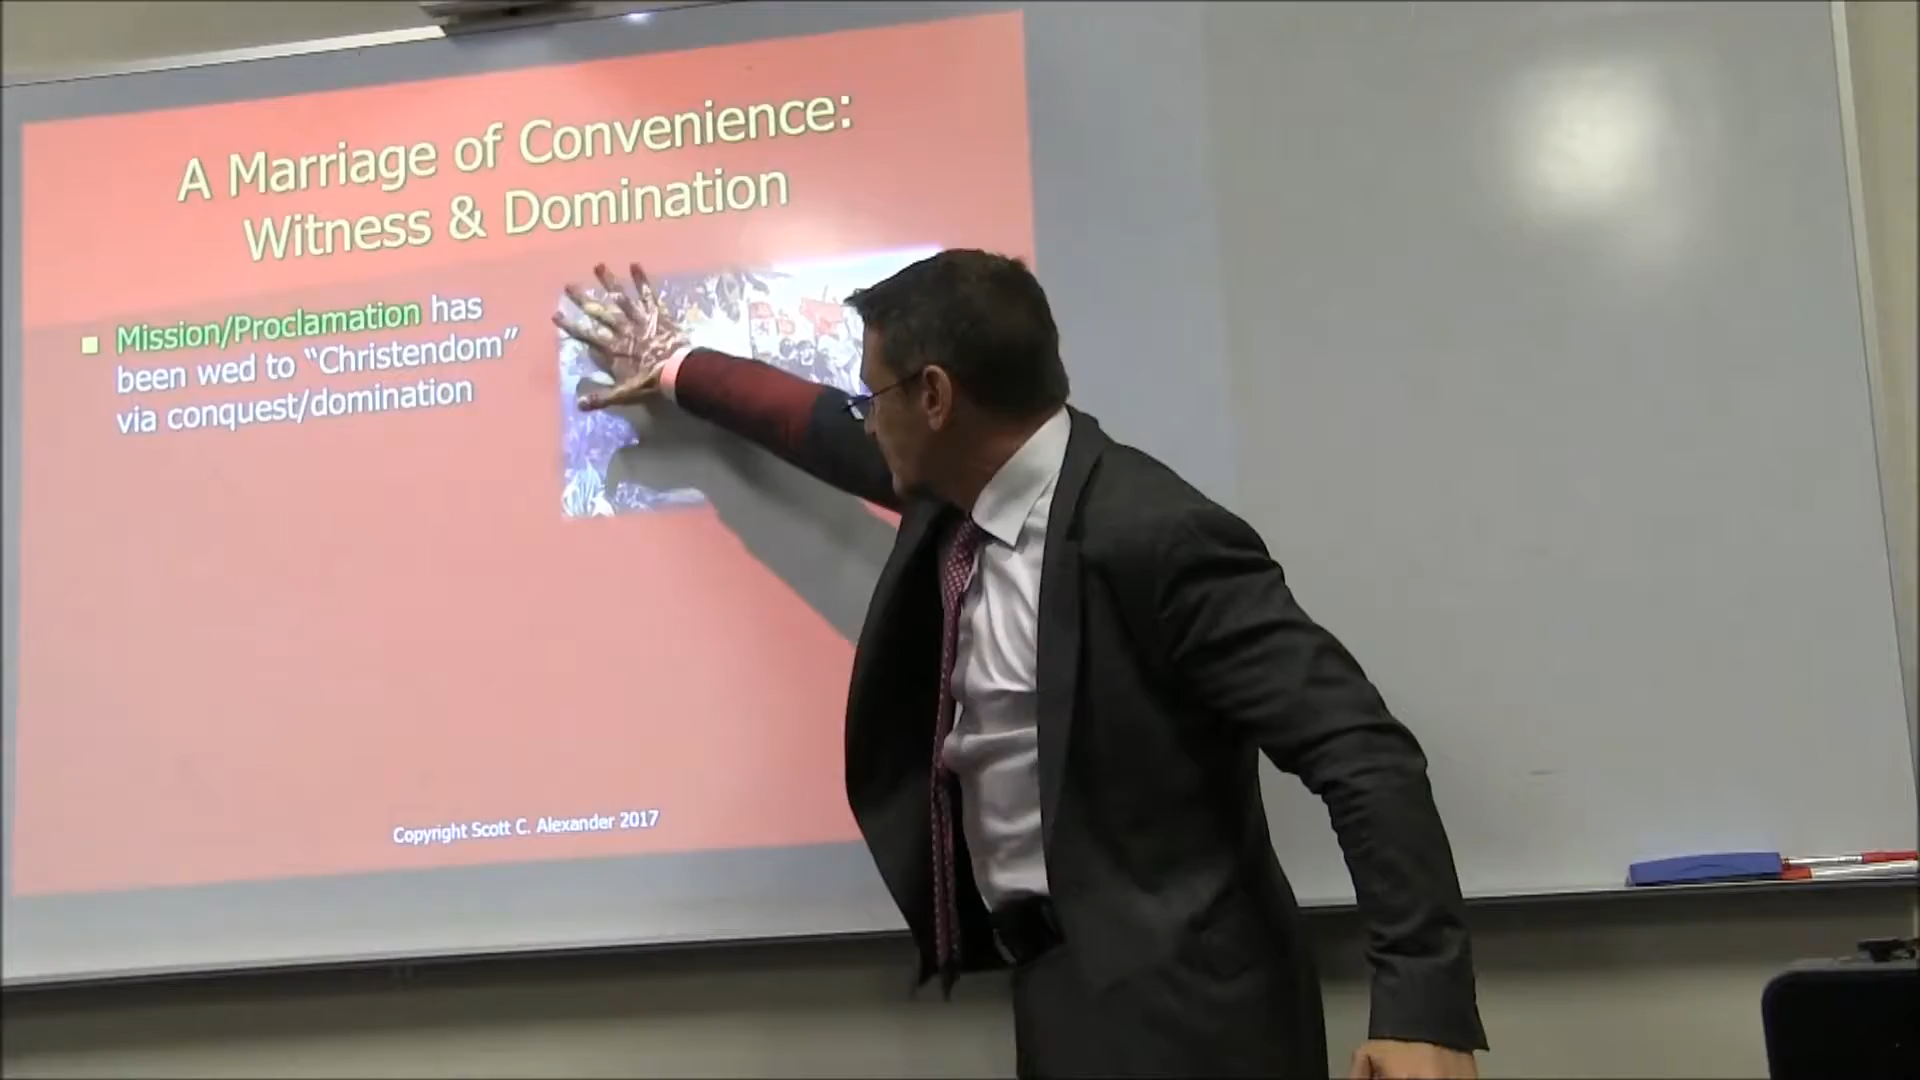 A Marriage of Convenience:
Witness & Domination
Mission/Proclamation has
been wed to “Christendom”
via conquest/domination
Copyright Scott C. Alexander 2017